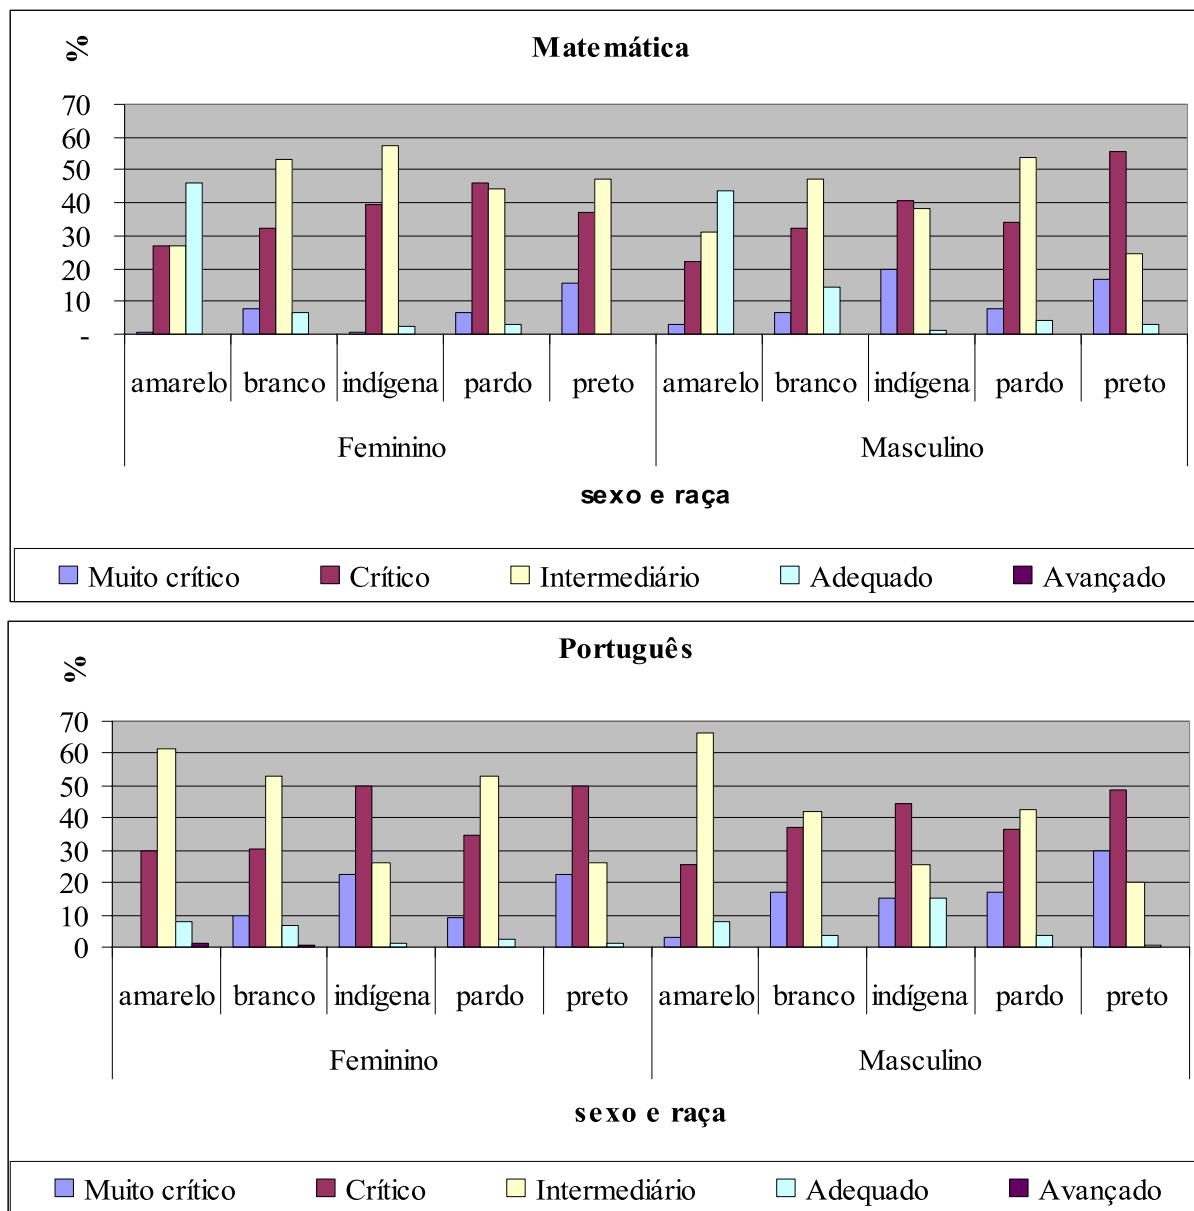 %
Matemática
70
60
50
40
30
20
10
-
amarelo branco indígena pardo preto amarelo branco indígena pardo preto
Feminino Masculino
sexo e raça
Muito crítico Crítico Intermediário Adequado Avançado
%
Português
70
60
50
40
30
20
10
0
amarelo branco indígena pardo preto amarelo branco indígena pardo preto
Feminino Masculino
sexo e raça
Muito crítico Crítico Intermediário Adequado Avançado